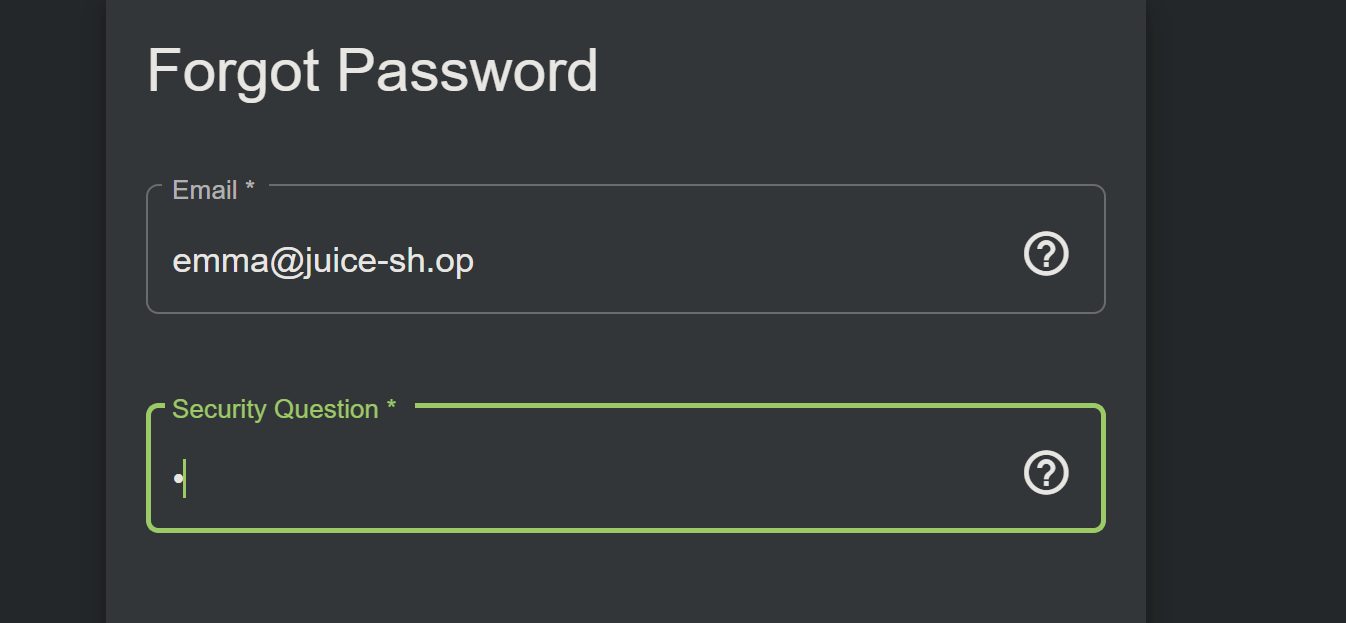 Forgot Password
Email *
emma@juice-sh.op
?
Security Question *
•
?